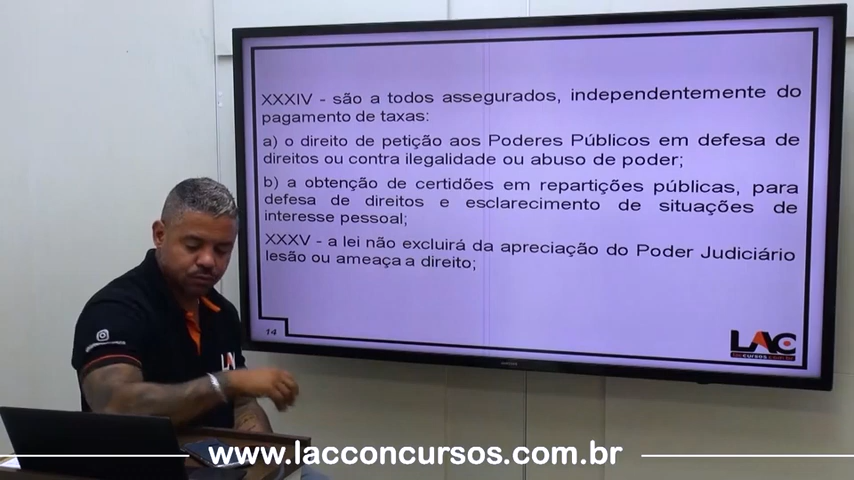 XXXIV - são a todos assegurados, independentemente do
pagamento de taxas:
a) o direito de petição aos Poderes Públicos em defesa de
direitos ou contra ilegalidade ou abuso de poder;
b) a obtenção de certidões em repartições públicas, para
defesa de direitos e esclarecimento de situações de
interesse pessoal;
XXXV - a lei não excluirá da apreciação do Poder Judiciário
lesão ou ameaça a direito;
14
LAC
laccursos.com.br
www.lacconcursos.com.br